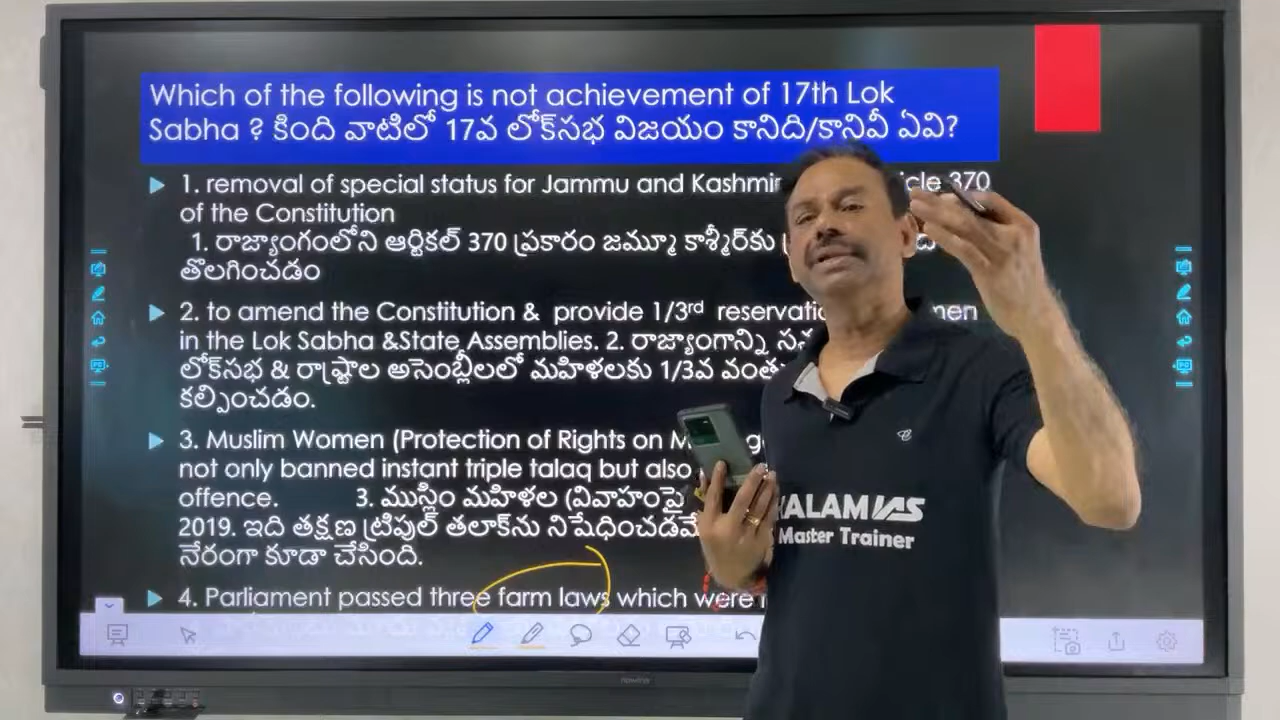 Which of the following is not achievement of 17th Lok
Sabha ? కింది వాటిలో 17వ లోక్‌సభ విజయం కానిది/కానివీ ఏవి?
1. removal of special status for Jammu and Kashmir 370
of the Constitution
1. రాజ్యాంగంలోని ఆర్టికల్ 370 ప్రకారం జమ్మూ కాశ్మీర్‌కు
తొలగించడం
2. to amend the Constitution & provide 1/3rd
in the Lok Sabha &State Assemblies. 2. రాజ్యాంగాన్ని
లోక్‌సభ & రాష్ట్రాల అసెంబ్లీలలో మహిళలకు 1/3వ
కల్పించడం.
3. Muslim Women (Protection of Rights on
not only banned instant triple talaq but also
offence. 3. ముస్లిం మహిళల (వివాహంపై
2019. ఇది తక్షణ ట్రిపుల్ తలాక్‌ను
నేరంగా కూడా చేసింది.
4. Parliament passed three farm laws which were
KALAM IAS
Master Trainer